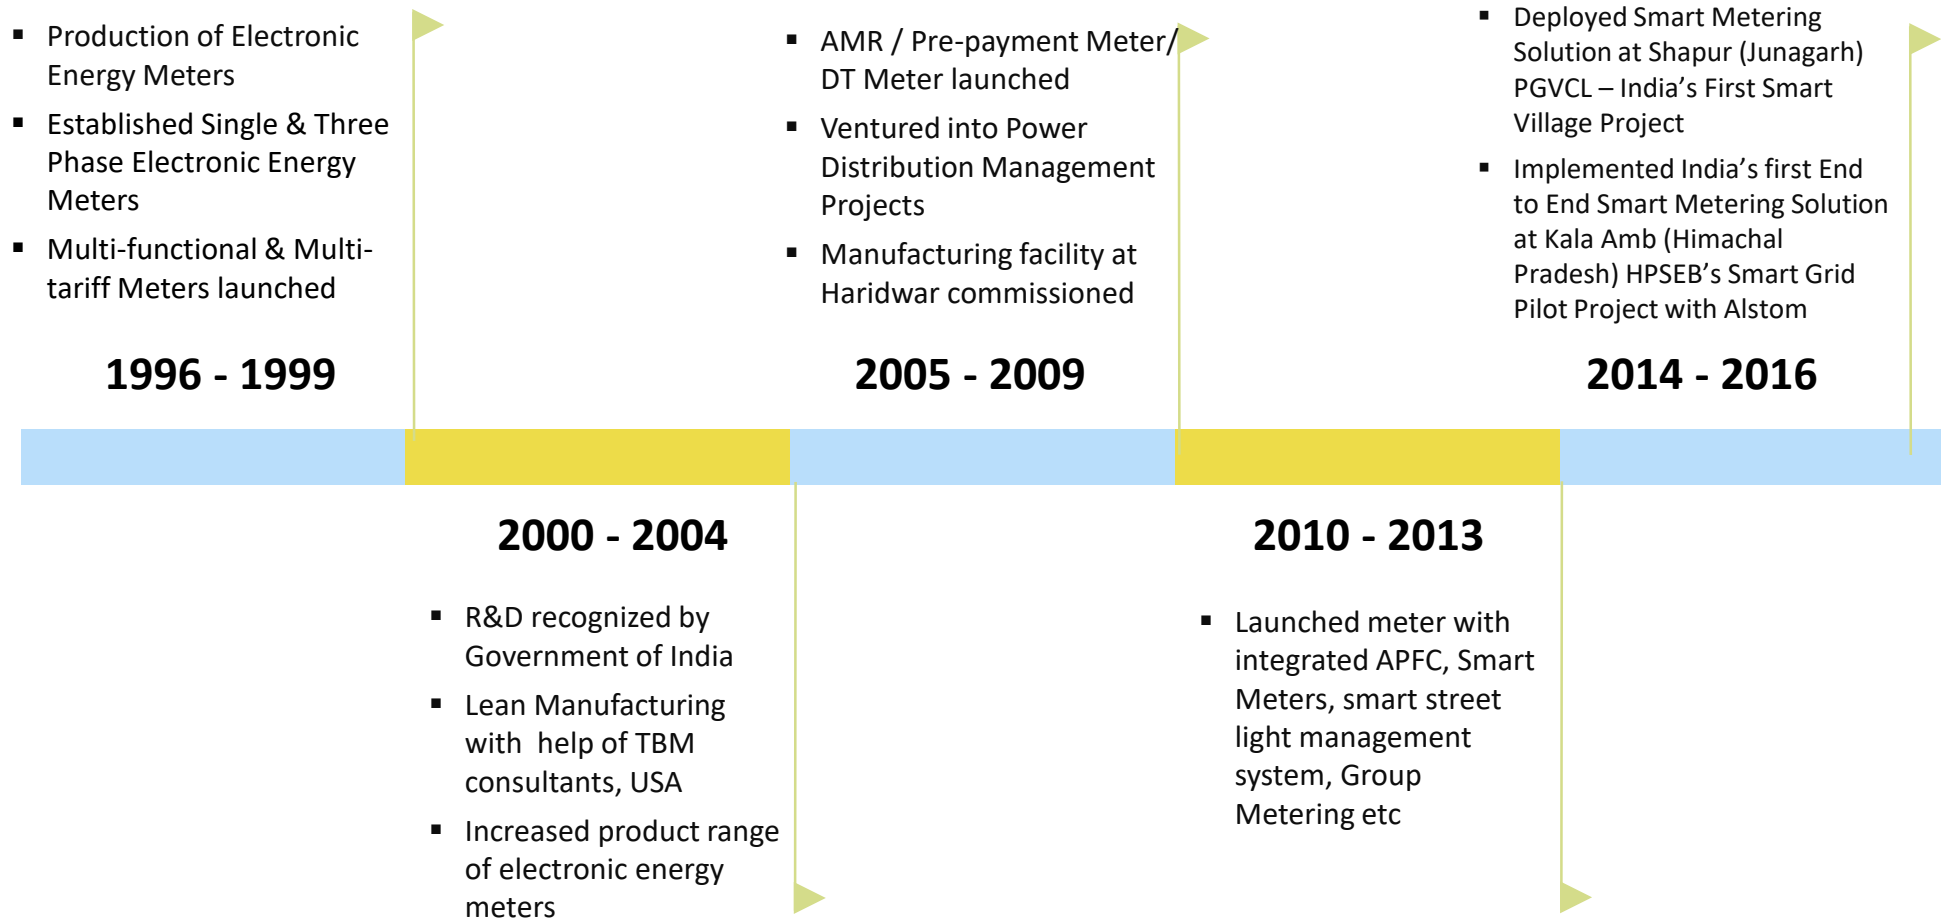 ▪ Production of Electronic
Energy Meters
▪ Established Single & Three
Phase Electronic Energy
Meters
▪ Multi-functional & Multi-
tariff Meters launched
1996 - 1999
▪ R&D recognized by
Government of India
▪ Lean Manufacturing
with help of TBM
consultants, USA
▪ Increased product range
of electronic energy
meters
2000 - 2004
▪ AMR / Pre-payment Meter/
DT Meter launched
▪ Ventured into Power
Distribution Management
Projects
▪ Manufacturing facility at
Haridwar commissioned
2005 - 2009
2010 - 2013
▪ Launched meter with
integrated APFC, Smart
Meters, smart street
light management
system, Group
Metering etc
▪ Deployed Smart Metering
Solution at Shapur (Junagarh)
PGVCL – India’s First Smart
Village Project
▪ Implemented India’s first End
to End Smart Metering Solution
at Kala Amb (Himachal
Pradesh) HPSEB’s Smart Grid
Pilot Project with Alstom
2014 - 2016